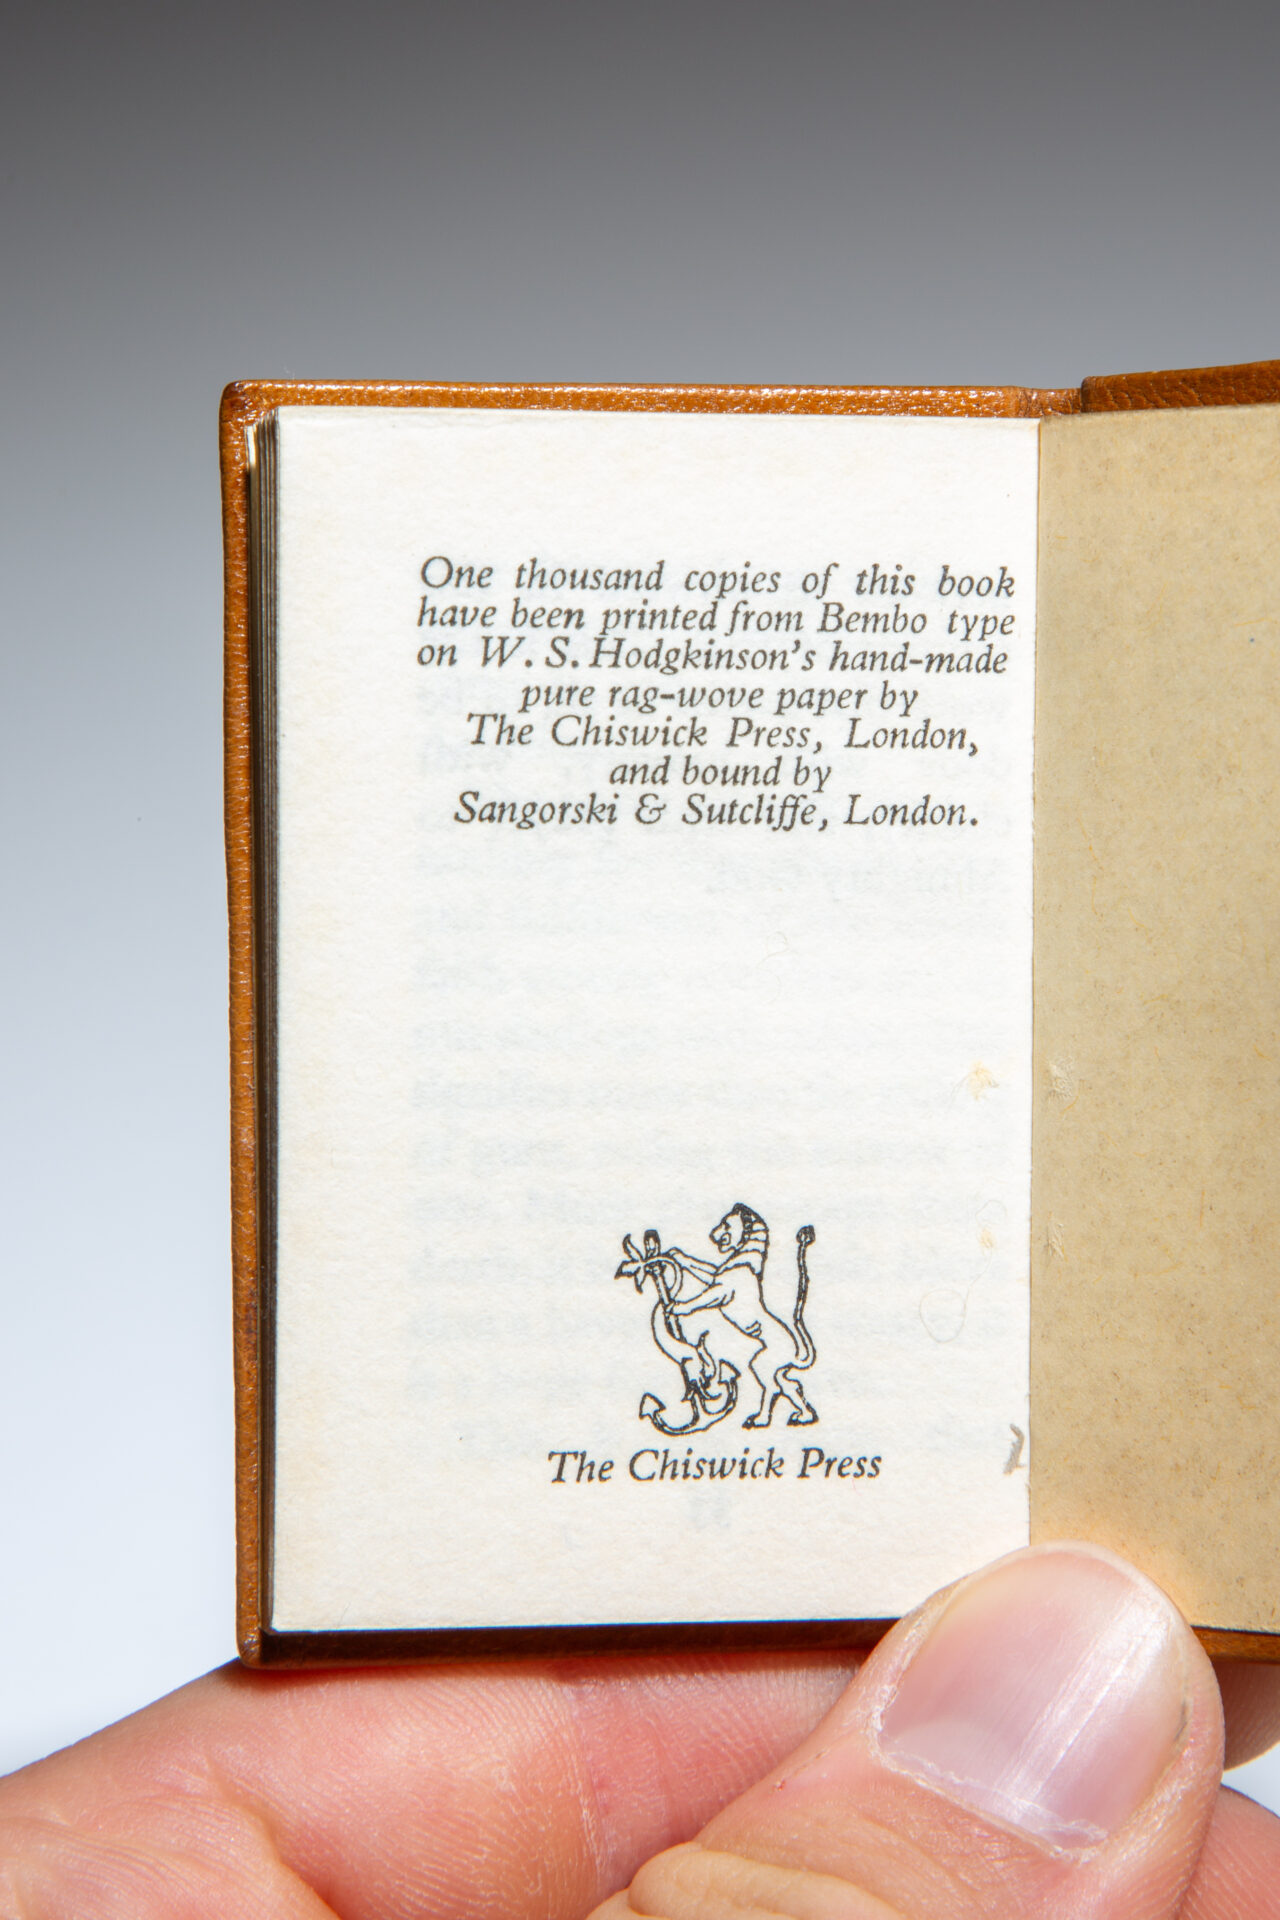 One thousand copies of this book
have been printed from Bembo type
on W. S. Hodgkinson's hand-made
pure rag-wove paper by
The Chiswick Press, London,
and bound by
Sangorski & Sutcliffe, London.
The Chiswick Press